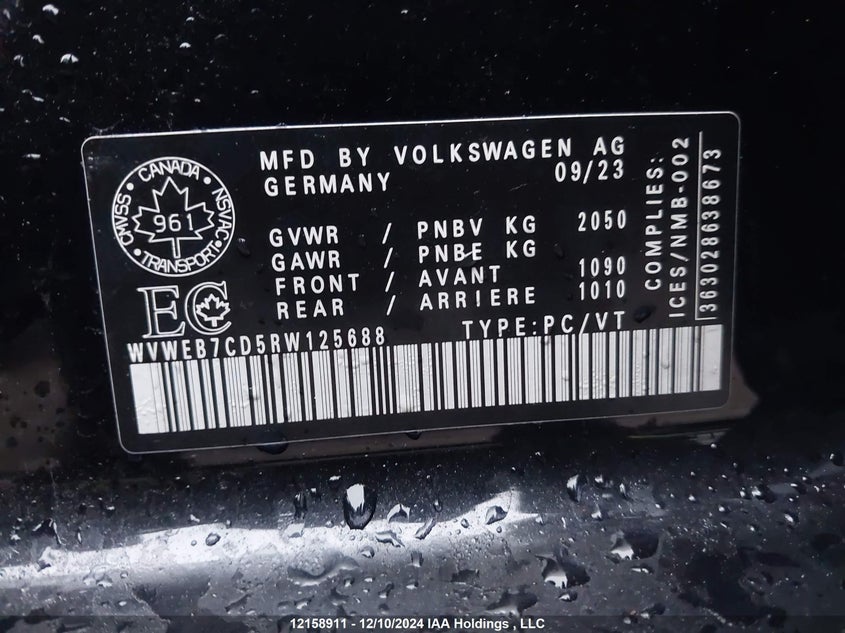 CANADA
CMVSS
NSVAC
961
TRANSPORT
EC
MFD BY VOLKSWAGEN AG
GERMANY 09/23
GVWR / PNBV KG 2050
GAWR / PNBE KG
FRONT / AVANT 1090
REAR / ARRIERE 1010
WVWEB7CD5RW125688 TYPE:PC/VT
COMPLIES:
ICES/NMB-002
363028638673
12158911 - 12/10/2024 IAA Holdings , LLC